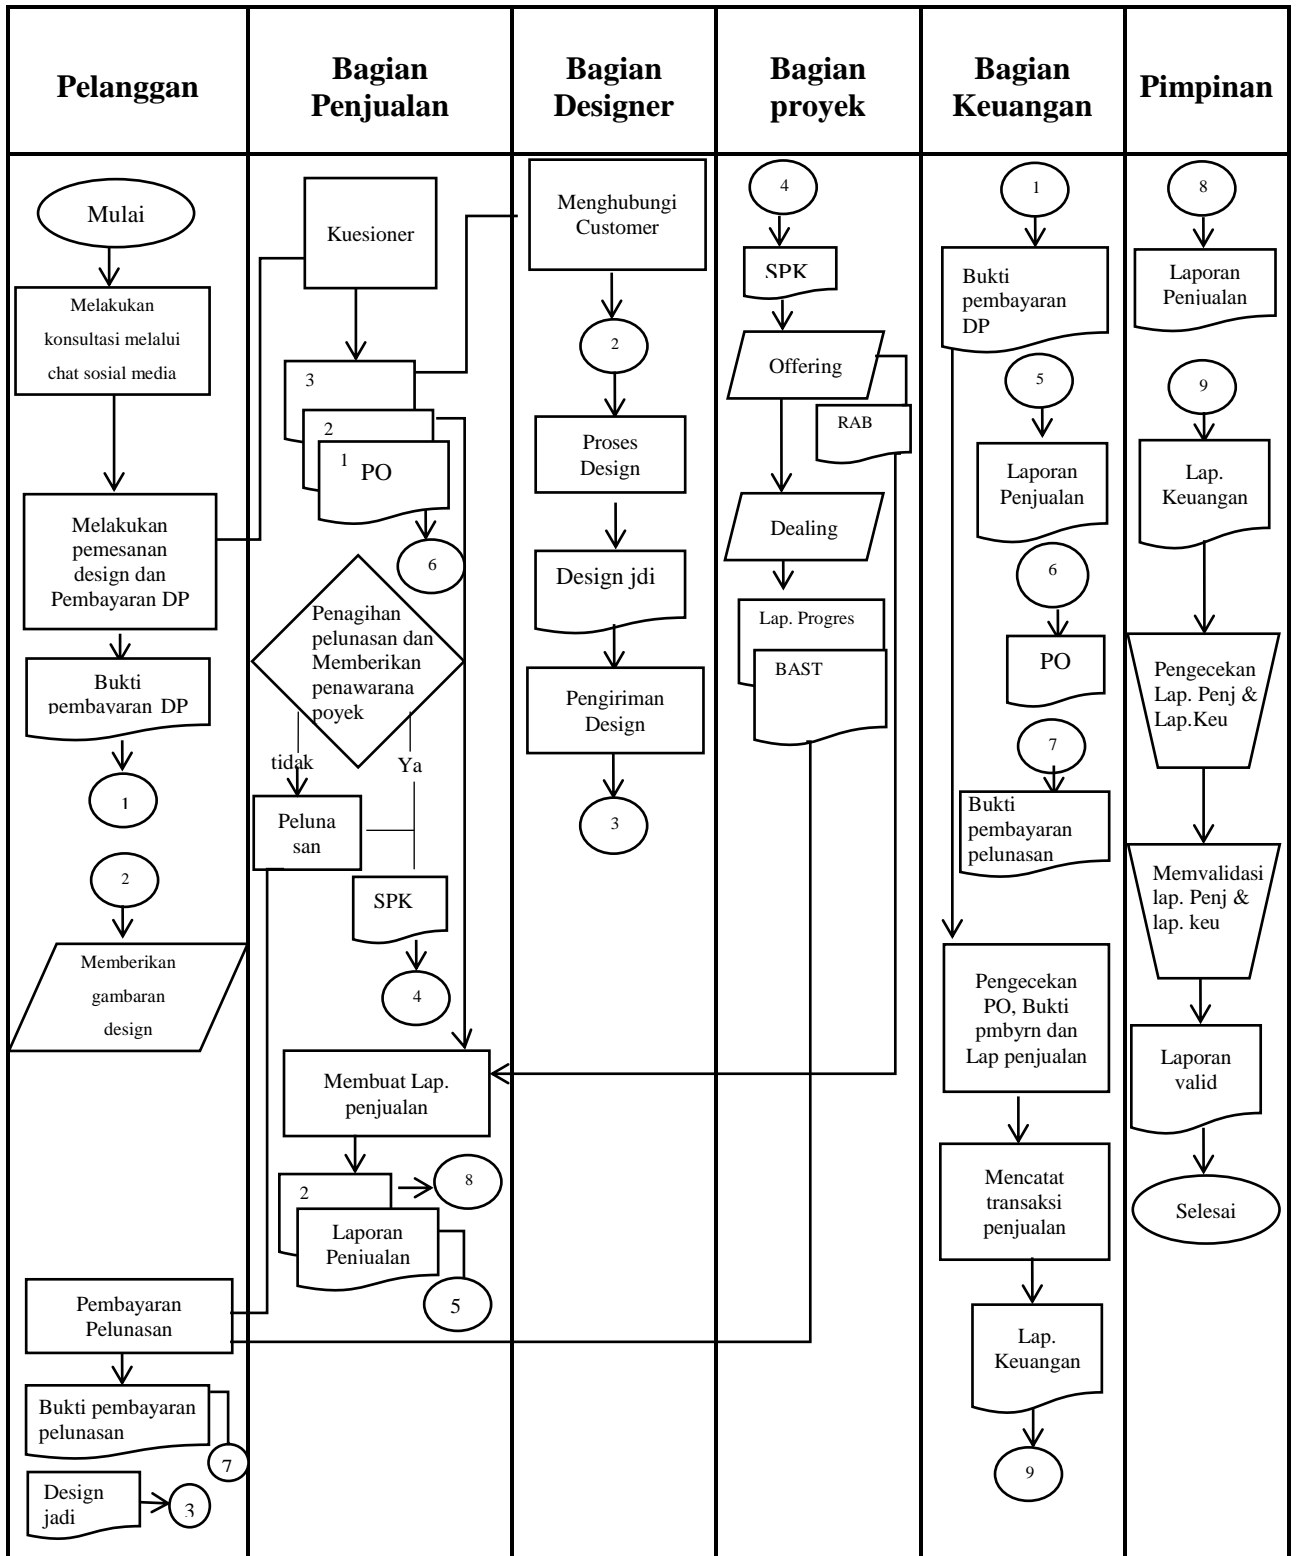 Pelanggan
Bagian
Penjualan
Bagian
Designer
Bagian
proyek
Bagian
Keuangan
Pimpinan
Mulai
Melakukan
konsultasi melalui
chat sosial media
Melakukan
pemesanan
design dan
Pembayaran DP
Bukti
pembayaran DP
1
2
Memberikan
gambaran
design
Pembayaran
Pelunasan
Bukti pembayaran
pelunasan
7
Design
jadi
3
Kuesioner
3
2
1
PO
6
Penagihan
pelunasan dan
Memberikan
penawarana
poyek
tidak
Ya
Peluna
san
SPK
4
Membuat Lap.
penjualan
2
8
Laporan
Penjualan
5
Menghubungi
Customer
2
Proses
Design
Design jdi
Pengiriman
Design
3
4
SPK
Offering
RAB
Dealing
Lap. Progres
BAST
1
Bukti
pembayaran
DP
5
Laporan
Penjualan
6
PO
7
Bukti
pembayaran
pelunasan
Pengecekan
PO, Bukti
pmbyrn dan
Lap penjualan
Mencatat
transaksi
penjualan
Lap.
Keuangan
9
8
Laporan
Penjualan
9
Lap.
Keuangan
Pengecekan
Lap. Penj &
Lap.Keu
Memvalidasi
lap. Penj &
lap. keu
Laporan
valid
Selesai